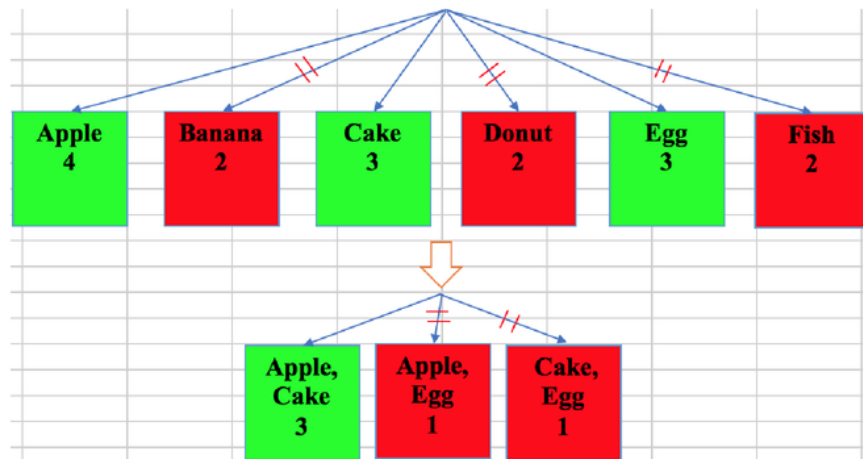 Apple
4
Banana
2
Cake
3
Donut
2
Egg
3
Fish
2
Apple,
Cake
3
Apple,
Egg
1
Cake,
Egg
1